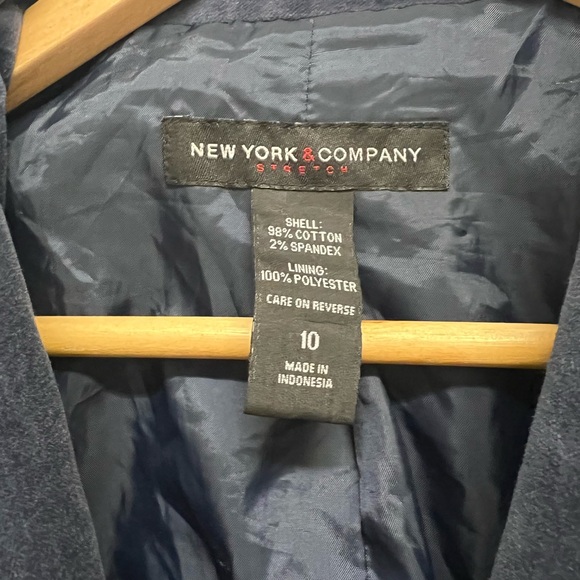 NEW YORK & COMPANY
STRETCH
SHELL:
98% COTTON
2% SPANDEX
LINING:
100% POLYESTER
CARE ON REVERSE
10
MADE IN
INDONESIA